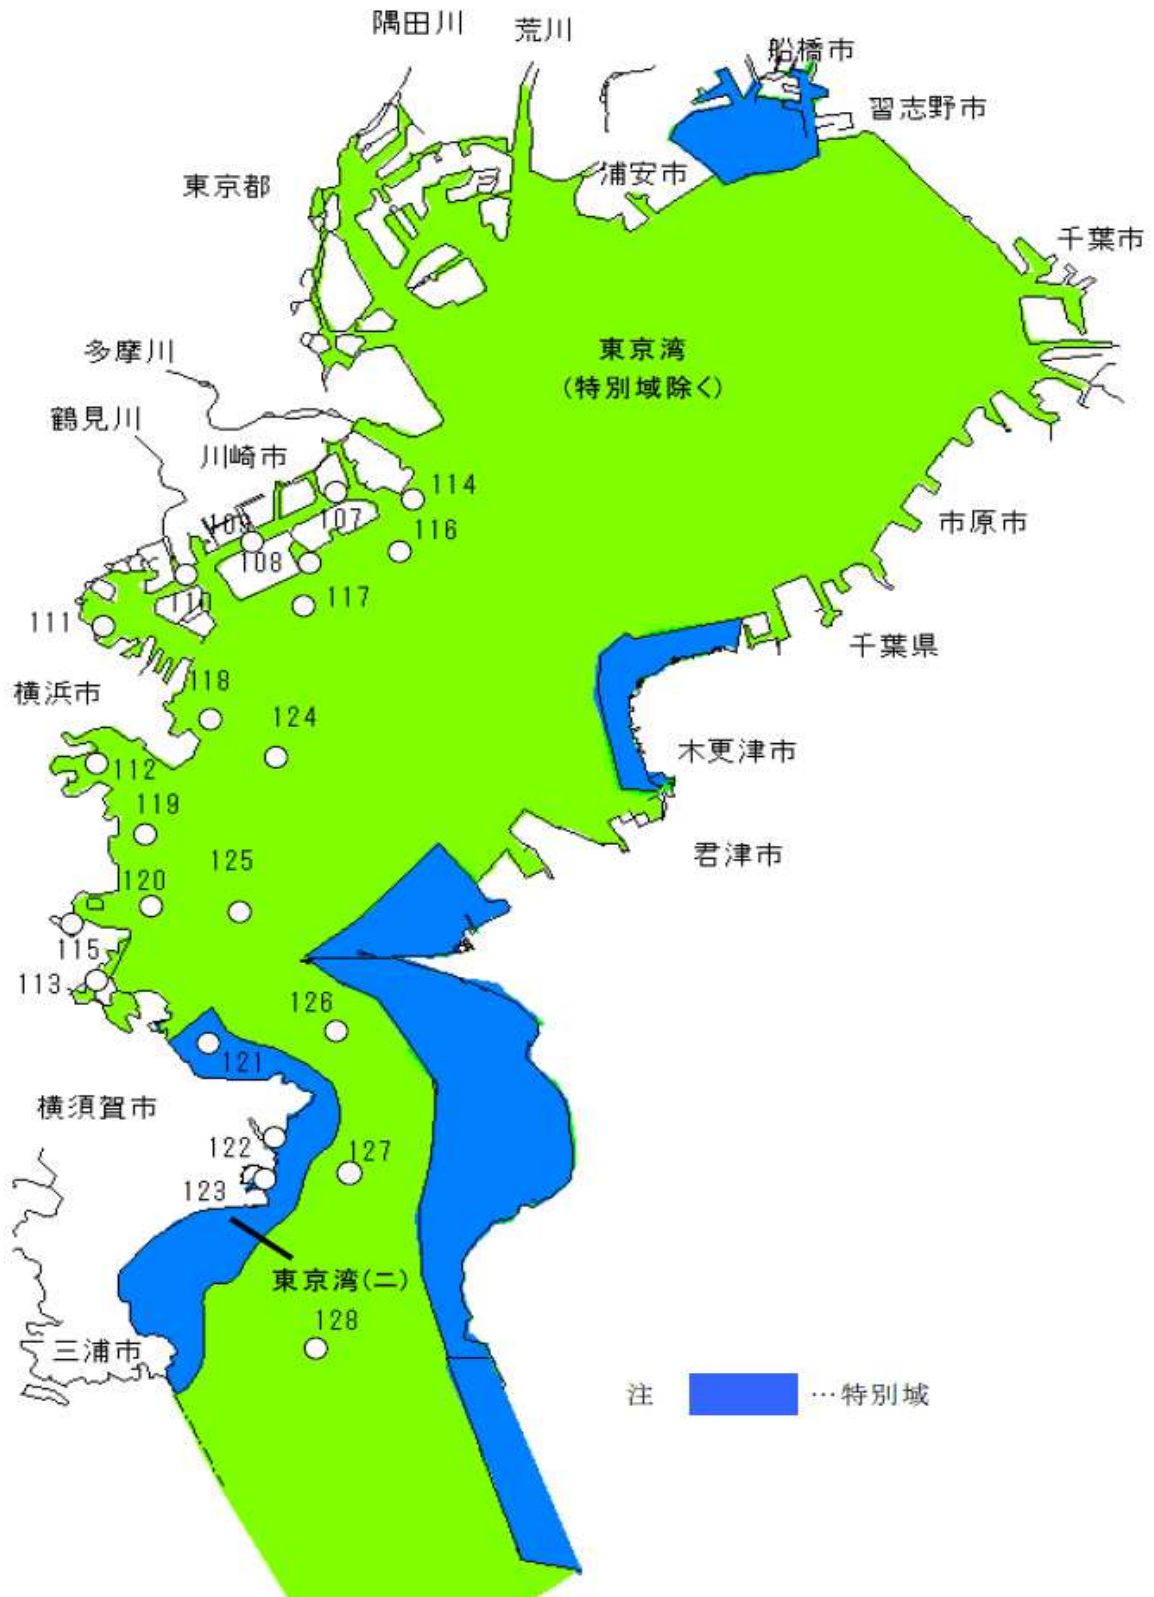 隅田川
荒川
船橋市
習志野市
浦安市
東京都
千葉市
東京湾
(特別域除く)
多摩川
鶴見川
川崎市
114
107
109
116
市原市
108
117
110
111
千葉県
118
横浜市
124
木更津市
112
119
君津市
125
120
115
113
126
121
横須賀市
122
127
123
東京湾(二)
128
三浦市
注 …特別域